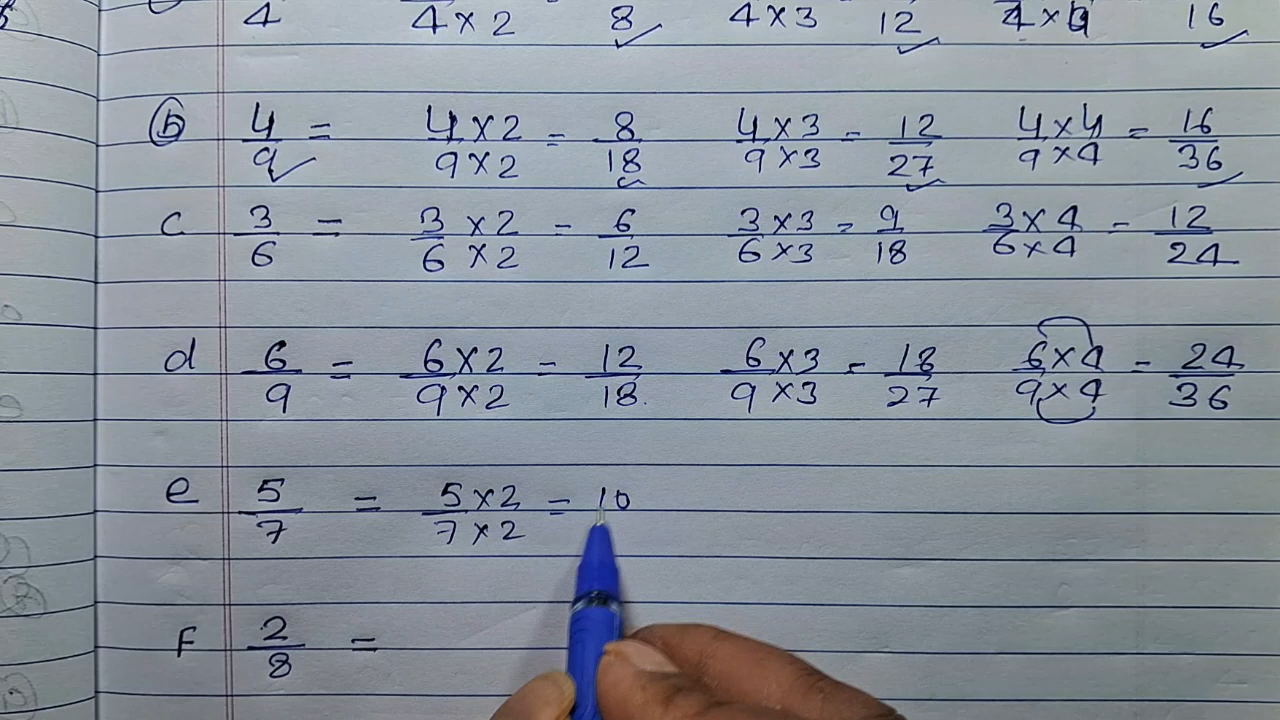 4 4 × 2 8 4 × 3 12 4 × 4 16
b 4/9 = 4 × 2 / 9 × 2 = 8/18 4 × 3 / 9 × 3 = 12/27 4 × 4 / 9 × 4 = 16/36
c 3/6 = 3 × 2 / 6 × 2 = 6/12 3 × 3 / 6 × 3 = 9/18 3 × 4 / 6 × 4 = 12/24
d 6/9 = 6 × 2 / 9 × 2 = 12/18 6 × 3 / 9 × 3 = 18/27 6 × 4 / 9 × 4 = 24/36
e 5/7 = 5 × 2 / 7 × 2 = 10
F 2/8 =